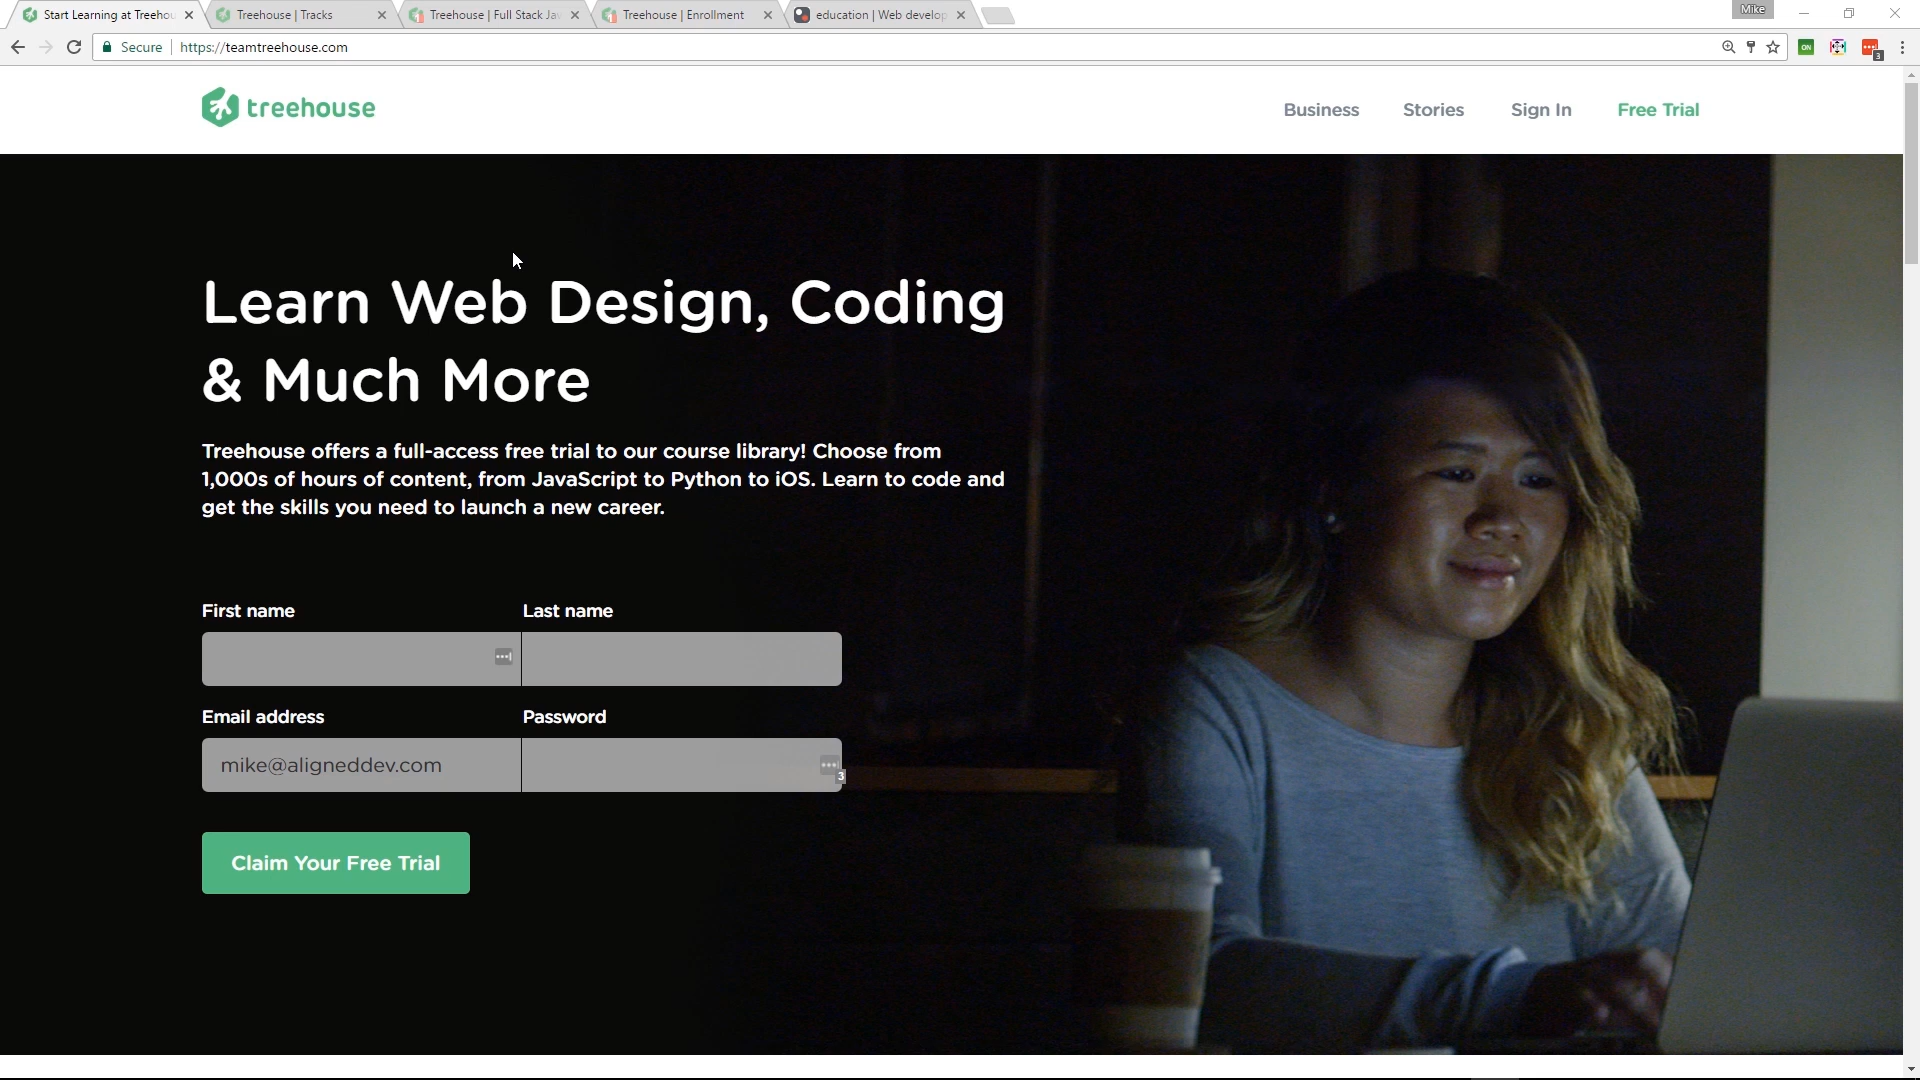 Start Learning at Treehou
Treehouse | Tracks
Treehouse | Full Stack Jav
Treehouse | Enrollment
education | Web develop
Mike
Secure
https://teamtreehouse.com
ON
3
treehouse
Business
Stories
Sign In
Free Trial
Learn Web Design, Coding
& Much More
Treehouse offers a full-access free trial to our course library! Choose from
1,000s of hours of content, from JavaScript to Python to iOS. Learn to code and
get the skills you need to launch a new career.
First name
Last name
Email address
Password
mike@aligneddev.com
3
Claim Your Free Trial